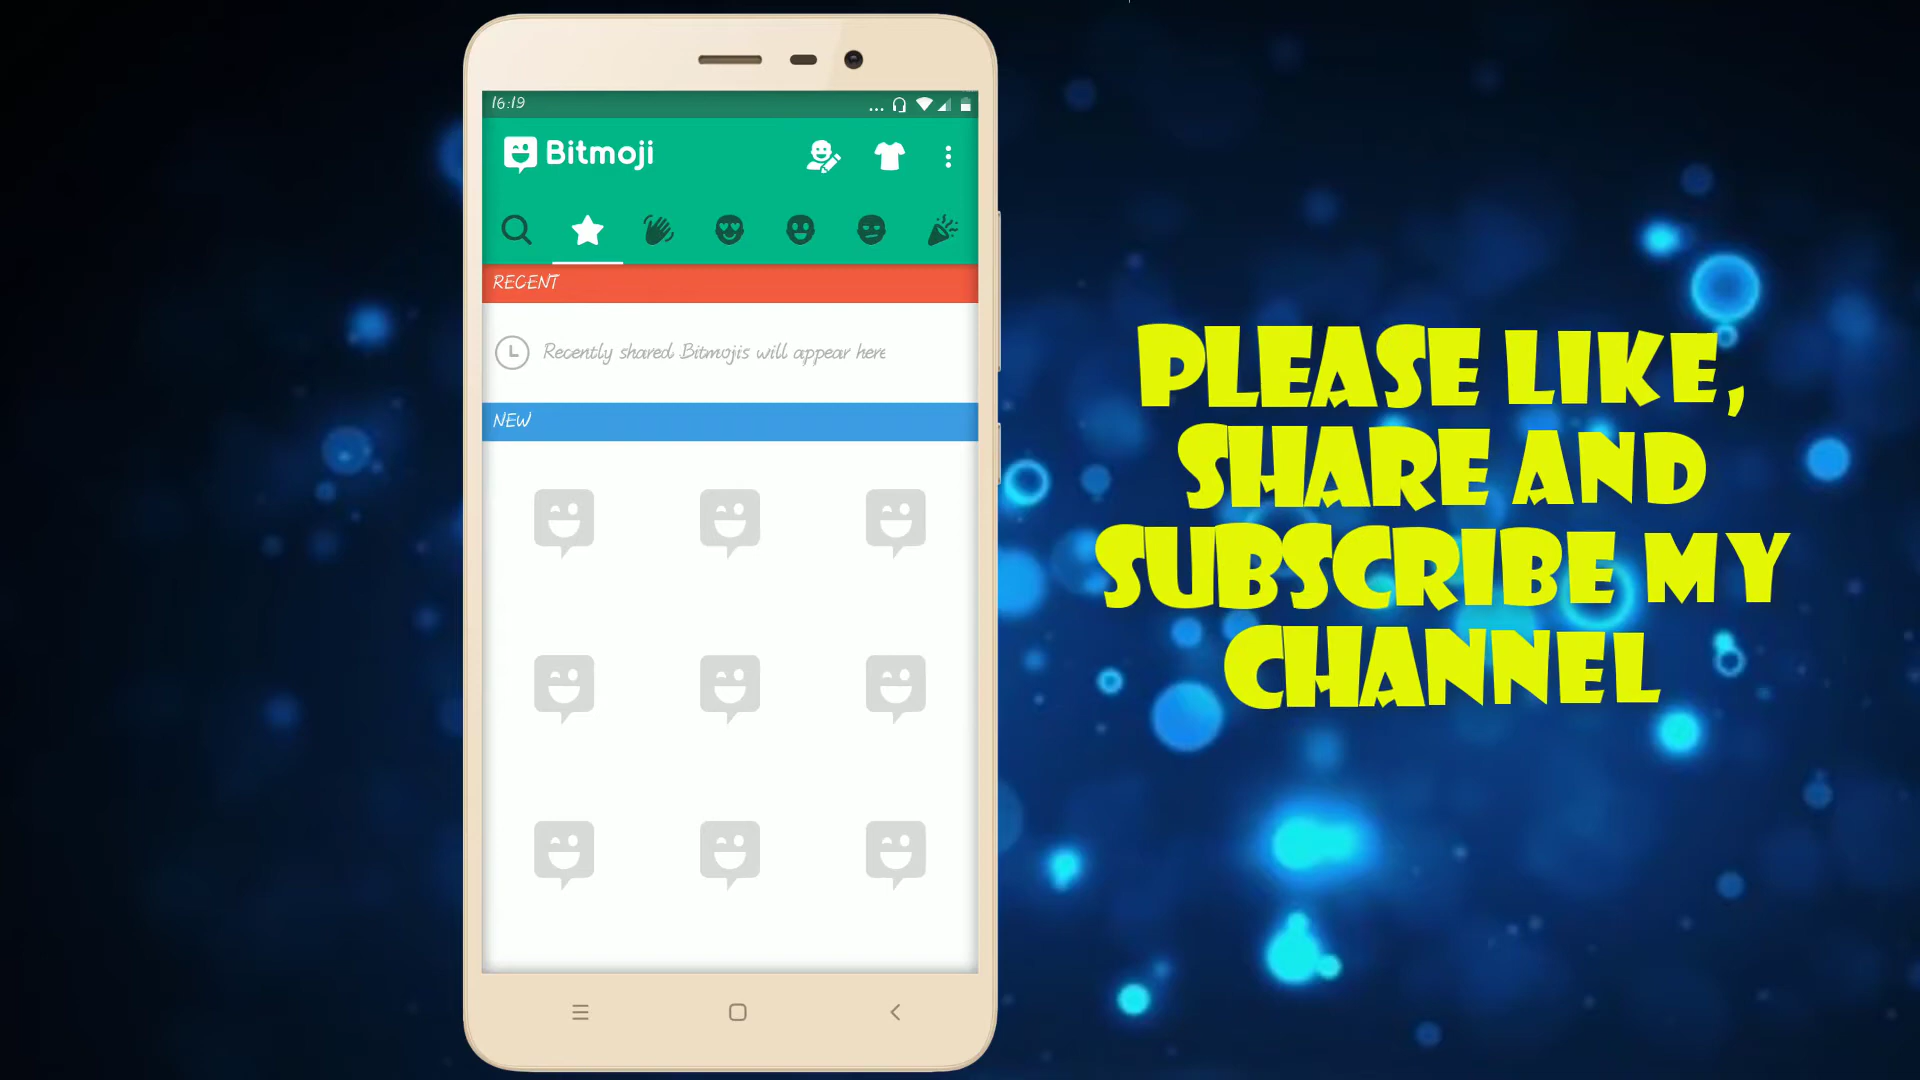 16:19
Bitmoji
RECENT
Recently shared Bitmojis will appear here
NEW
PLEASE LIKE,
SHARE AND
SUBSCRIBE MY
CHANNEL